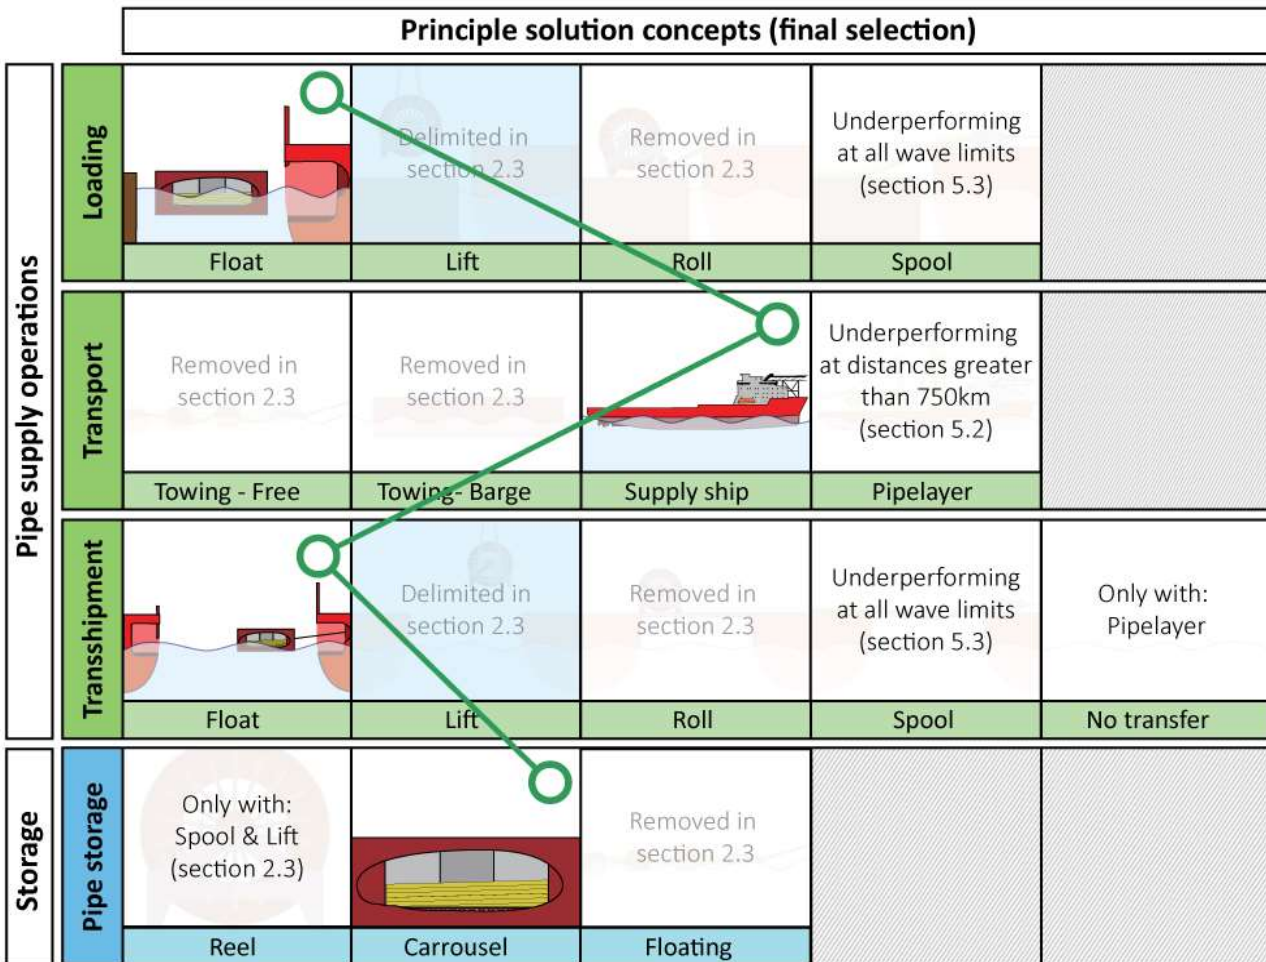 Principle solution concepts (final selection)
Pipe supply operations
Loading
Delimited in
section 2.3
Removed in
section 2.3
Underperforming
at all wave limits
(section 5.3)
Float
Lift
Roll
Spool
Transport
Removed in
section 2.3
Removed in
section 2.3
Underperforming
at distances greater
than 750km
(section 5.2)
Towing - Free
Towing- Barge
Supply ship
Pipelayer
Transshipment
Delimited in
section 2.3
Removed in
section 2.3
Underperforming
at all wave limits
(section 5.3)
Only with:
Pipelayer
Float
Lift
Roll
Spool
No transfer
Storage
Pipe storage
Only with:
Spool & Lift
(section 2.3)
Removed in
section 2.3
Reel
Carrousel
Floating